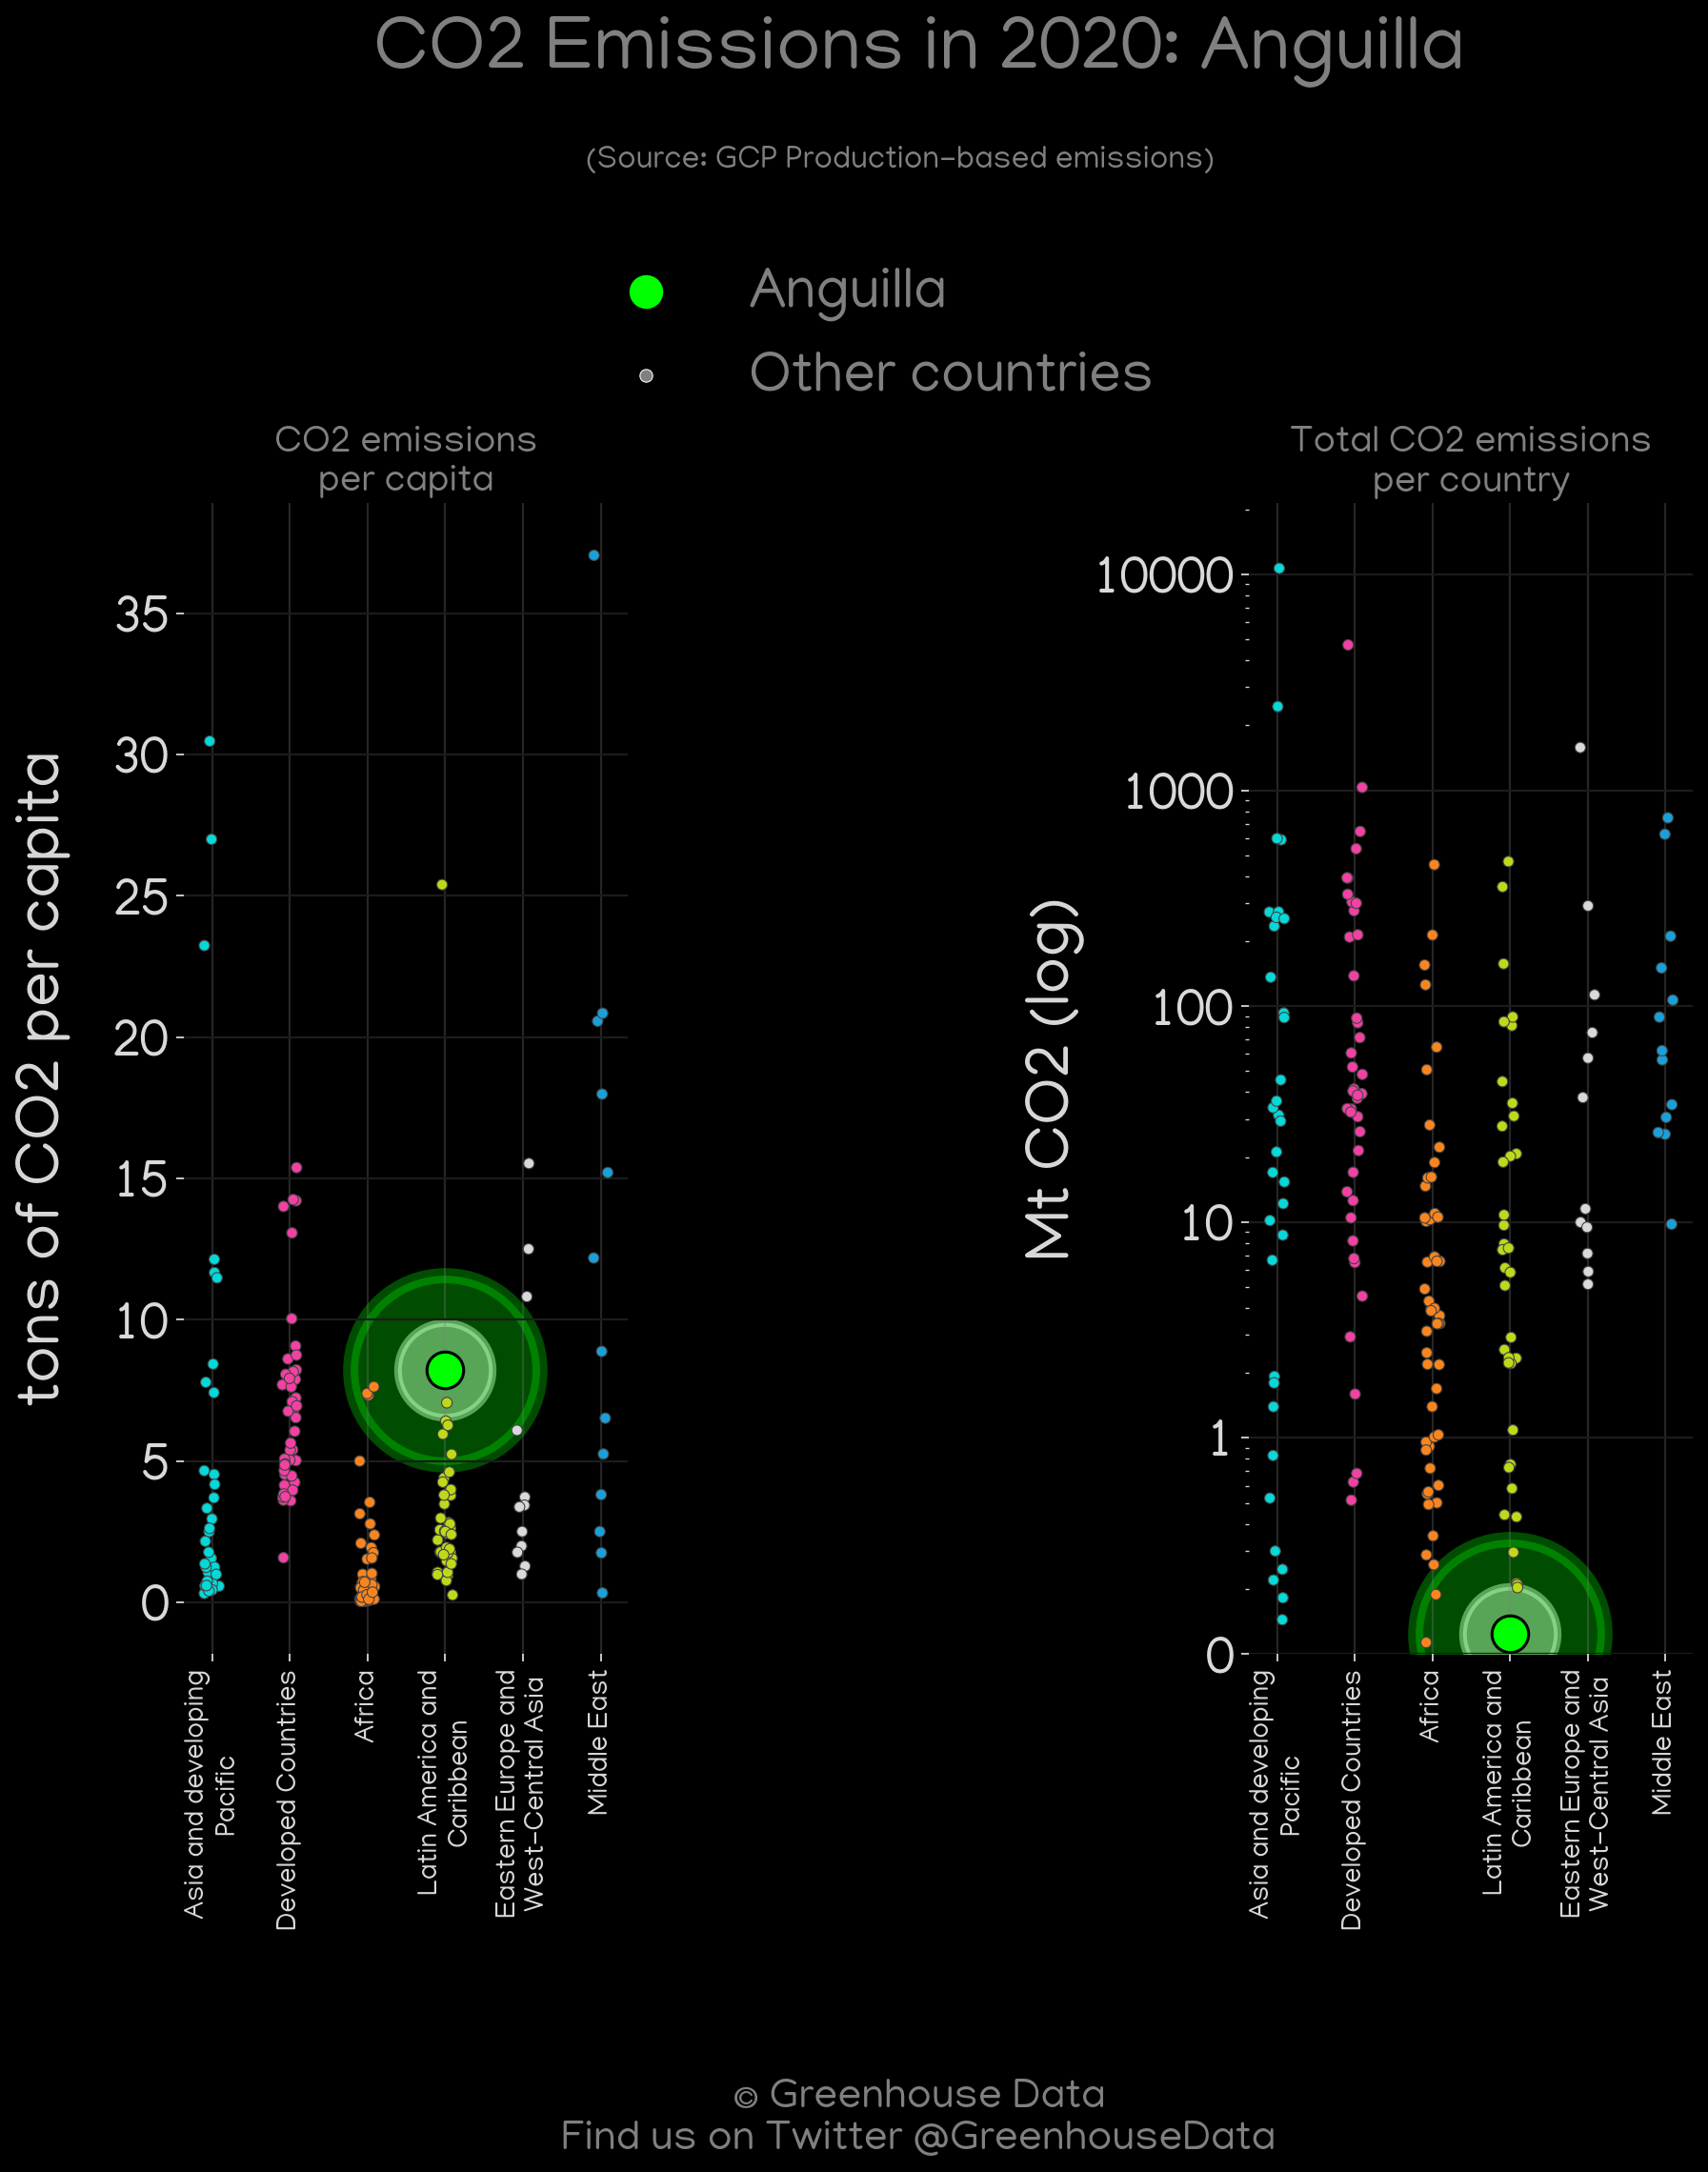 CO2 Emissions in 2020: Anguilla
(Source: GCP Production-based emissions)
Anguilla
Other countries
CO2 emissions
per capita
tons of CO2 per capita
35
30
25
20
15
10
5
0
Asia and developing
Pacific
Developed Countries
Africa
Latin America and
Caribbean
Eastern Europe and
West-Central Asia
Middle East
Total CO2 emissions
per country
Mt CO2 (log)
10000
1000
100
10
1
0
Asia and developing
Pacific
Developed Countries
Africa
Latin America and
Caribbean
Eastern Europe and
West-Central Asia
Middle East
© Greenhouse Data
Find us on Twitter @GreenhouseData